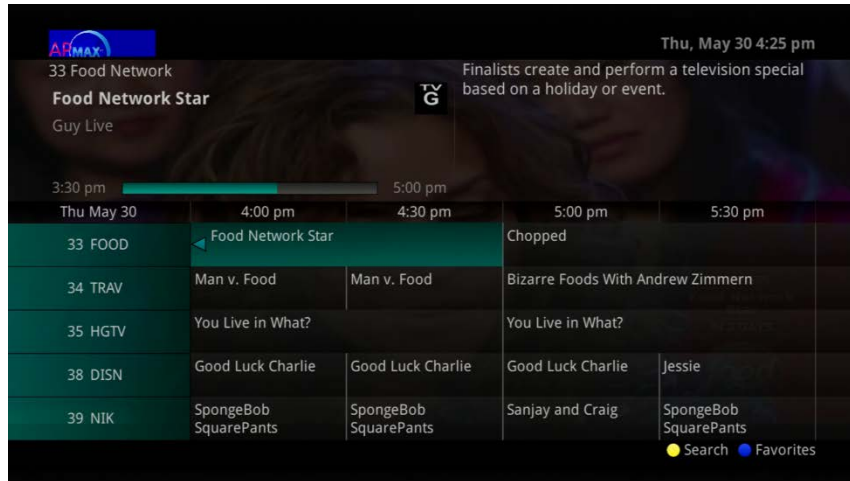 ARMAX
Thu, May 30 4:25 pm
33 Food Network
Food Network Star
TV
G
Guy Live
Finalists create and perform a television special
based on a holiday or event.
3:30 pm 5:00 pm
Thu May 30 4:00 pm 4:30 pm 5:00 pm 5:30 pm
33 FOOD Food Network Star Chopped
34 TRAV Man v. Food Man v. Food Bizarre Foods With Andrew Zimmern
35 HGTV You Live in What? You Live in What?
38 DISN Good Luck Charlie Good Luck Charlie Good Luck Charlie Jessie
39 NIK SpongeBob SquarePants SpongeBob SquarePants Sanjay and Craig SpongeBob SquarePants
Search Favorites